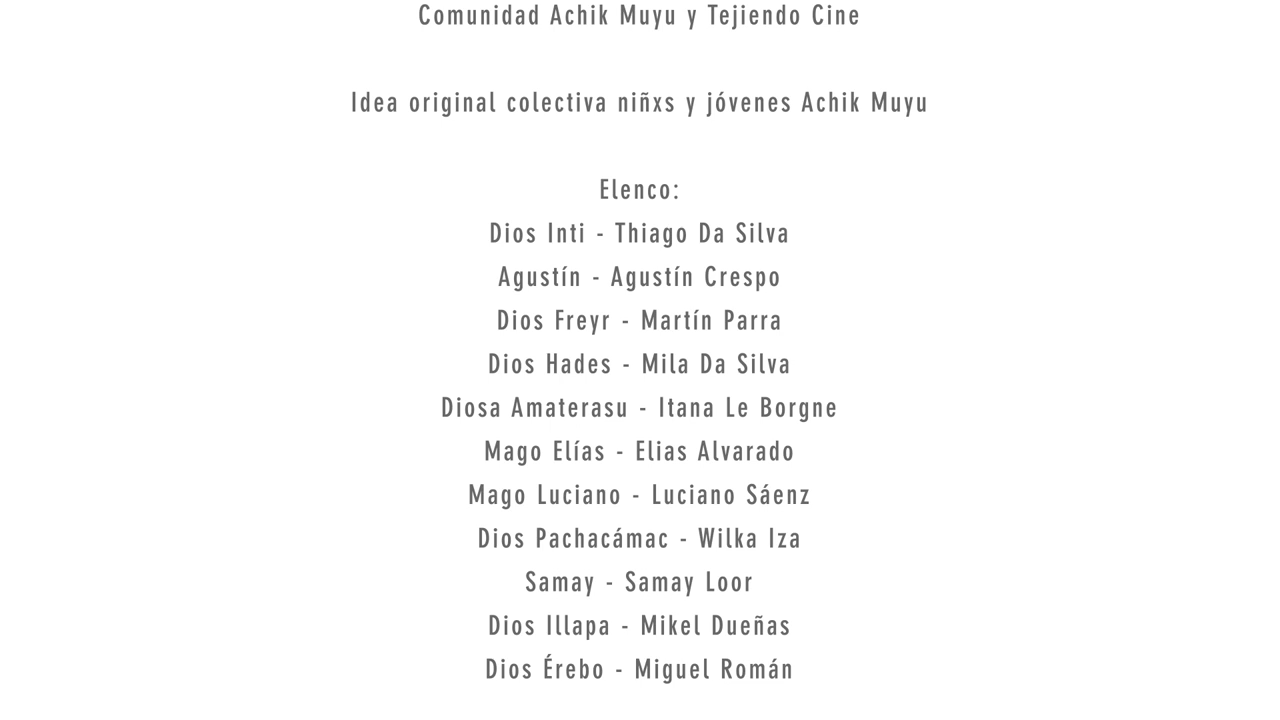 Comunidad Achik Muyu y Tejiendo Cine
Idea original colectiva niñxs y jóvenes Achik Muyu
Elenco:
Dios Inti - Thiago Da Silva
Agustín - Agustín Crespo
Dios Freyr - Martín Parra
Dios Hades - Mila Da Silva
Diosa Amaterasu - Itana Le Borgne
Mago Elías - Elias Alvarado
Mago Luciano - Luciano Sáenz
Dios Pachacámac - Wilka Iza
Samay - Samay Loor
Dios Illapa - Mikel Dueñas
Dios Érebo - Miguel Román